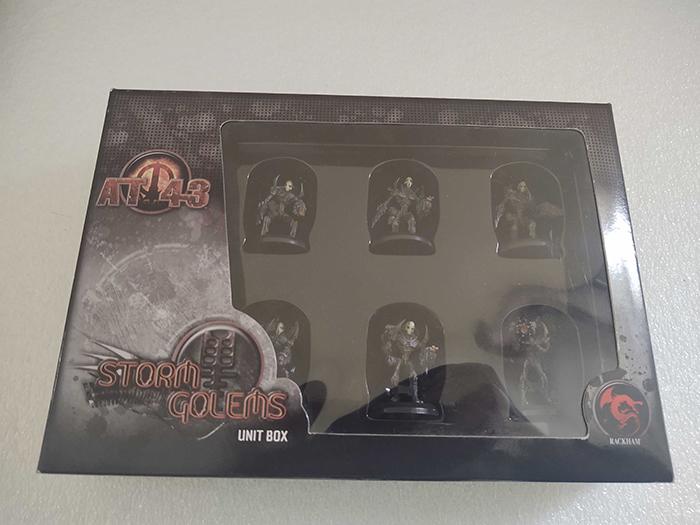 AT-43
STORM
GOLEMS
UNIT BOX
RACKHAM